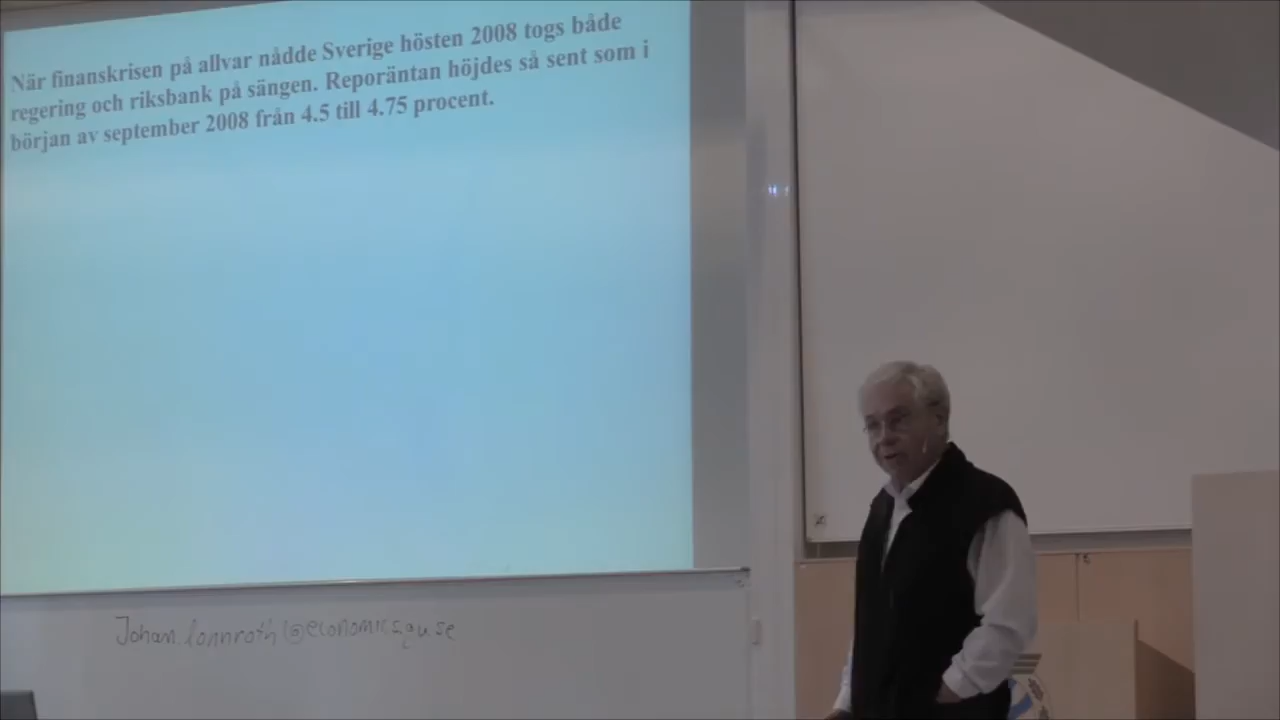 När finanskrisen på allvar nådde Sverige hösten 2008 togs både
regering och riksbank på sängen. Reporäntan höjdes så sent som i
början av september 2008 från 4.5 till 4.75 procent.
Johan.lonnroth@economics.gu.se